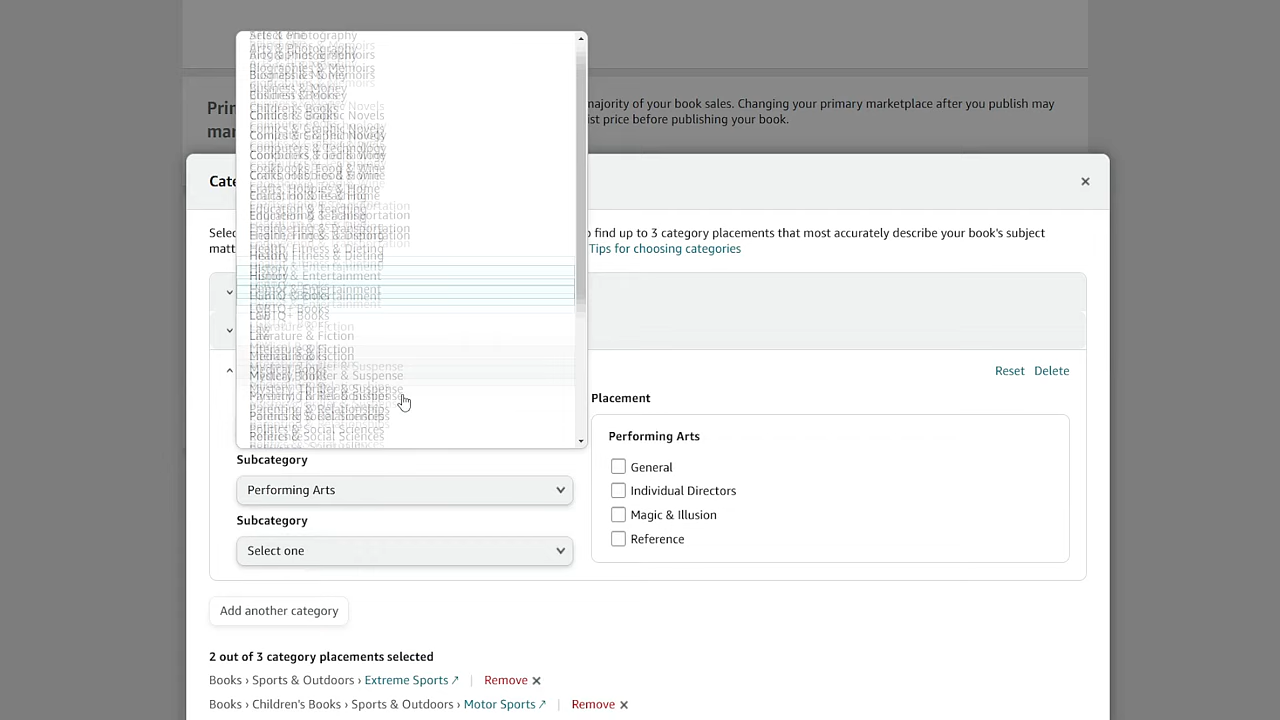 Prin
mar
majority of your book sales. Changing your primary marketplace after you publish may
ist price before publishing your book.
Cate
×
Selec
to find up to 3 category placements that most accurately describe your book's subject
matt
Tips for choosing categories
Arts & Photography
Biographies & Memoirs
Business & Money
Children's Books
Comics & Graphic Novels
Computers & Technology
Cookbooks, Food & Wine
Crafts, Hobbies & Home
Education & Teaching
Engineering & Transportation
Health, Fitness & Dieting
History
Humor & Entertainment
LGBTQ+ Books
Law
Literature & Fiction
Medical Books
Mystery, Thriller & Suspense
Parenting & Relationships
Politics & Social Sciences
Reset Delete
Placement
Performing Arts
General
Individual Directors
Magic & Illusion
Reference
Subcategory
Performing Arts
Subcategory
Select one
Add another category
2 out of 3 category placements selected
Books › Sports & Outdoors › Extreme Sports ↗ | Remove ×
Books › Children's Books › Sports & Outdoors › Motor Sports ↗ | Remove ×